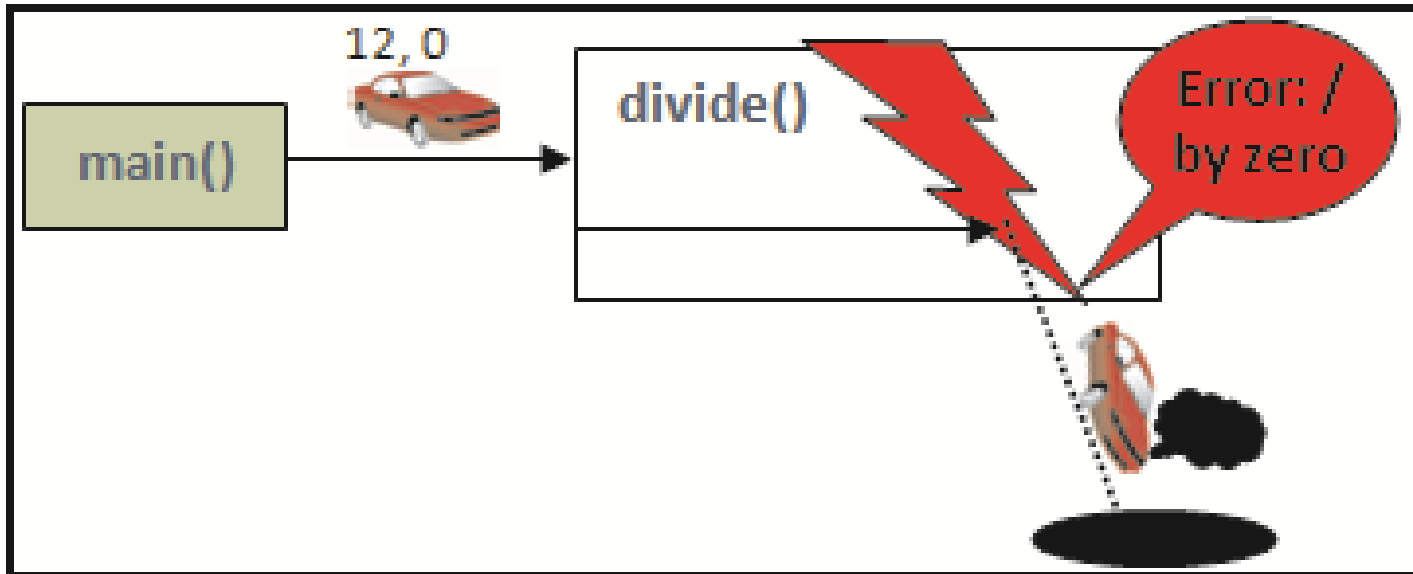 12, 0
main()
divide()
Error: /
by zero